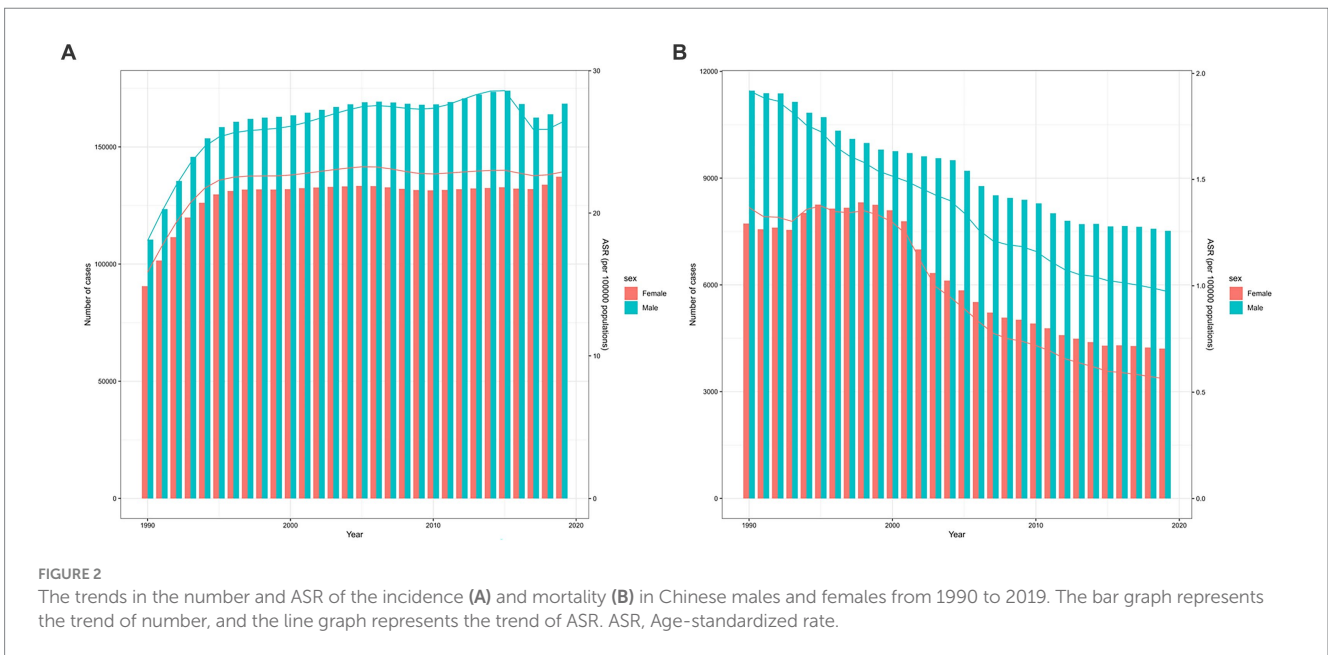 A
30
150000
20
100000
Number of cases
ASR (per 100000 populations)
sex
Female
Male
10
50000
0
0
1990
2000
2010
2020
Year
B
12000
2.0
9000
1.5
Number of cases
6000
1.0
ASR (per 100000 populations)
sex
Female
Male
3000
0.5
0
0.0
1990
2000
2010
2020
Year
FIGURE 2
The trends in the number and ASR of the incidence (A) and mortality (B) in Chinese males and females from 1990 to 2019. The bar graph represents
the trend of number, and the line graph represents the trend of ASR. ASR, Age-standardized rate.